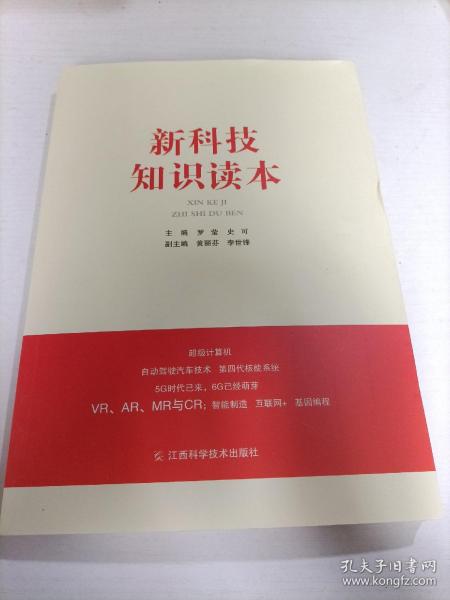 新科技
知识读本
XIN KE JI
ZHI SHI DU BEN
主编 罗莹 史可
副主编 黄丽芬 李世锋
超级计算机
自动驾驶汽车技术 第四代核能系统
5G时代已来，6G已经萌芽
VR、AR、MR与CR；智能制造 互联网+ 基因编程
江西科学技术出版社
孔夫子旧书网
www.kongfz.com